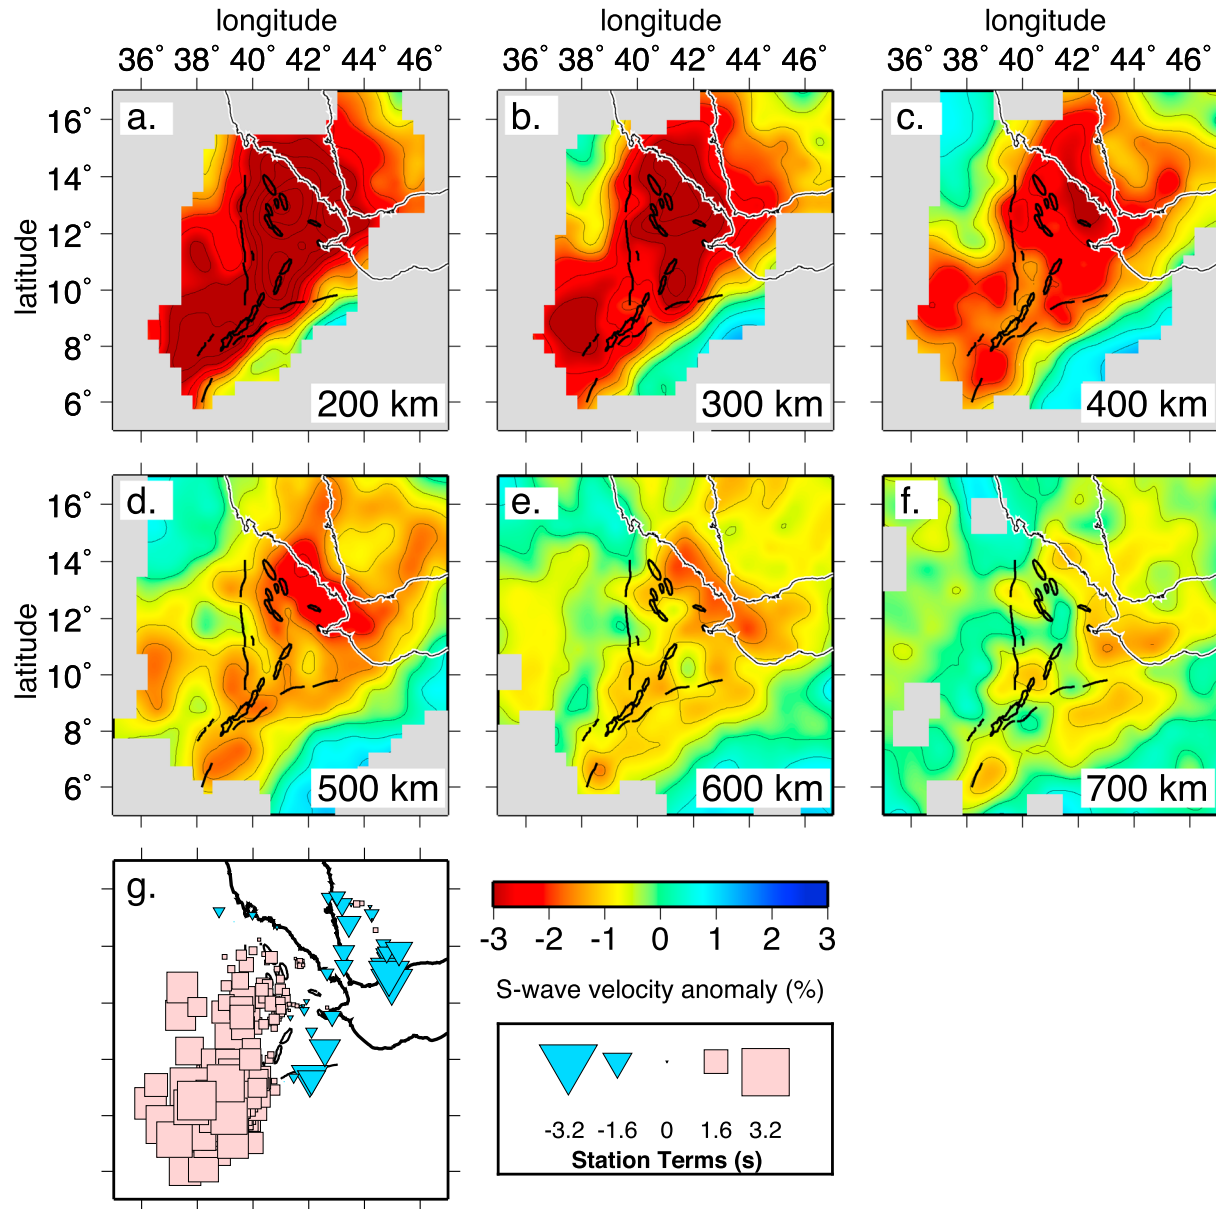 longitude longitude longitude
36˚ 38˚ 40˚ 42˚ 44˚ 46˚ 36˚ 38˚ 40˚ 42˚ 44˚ 46˚ 36˚ 38˚ 40˚ 42˚ 44˚ 46˚
a. b. c.
16˚
14˚
12˚
10˚
8˚
6˚
latitude
200 km 300 km 400 km
d. e. f.
16˚
14˚
12˚
10˚
8˚
6˚
latitude
500 km 600 km 700 km
g.
-3 -2 -1 0 1 2 3
S-wave velocity anomaly (%)
-3.2 -1.6 0 1.6 3.2
Station Terms (s)